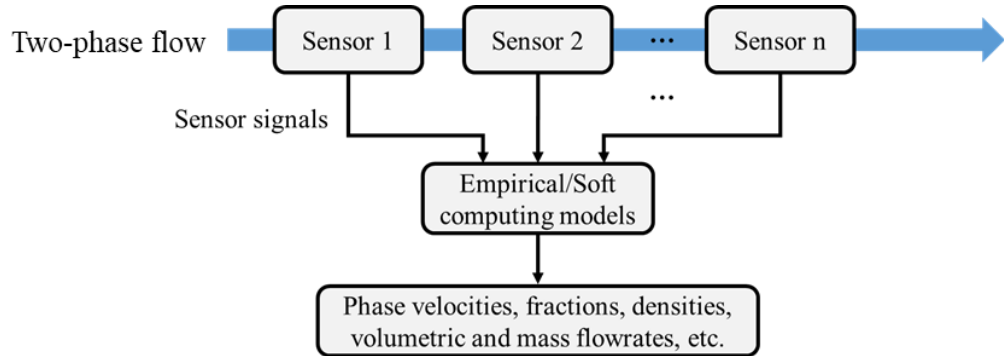 Two-phase flow
Sensor 1
Sensor 2
...
Sensor n
...
Sensor signals
Empirical/Soft
computing models
Phase velocities, fractions, densities,
volumetric and mass flowrates, etc.